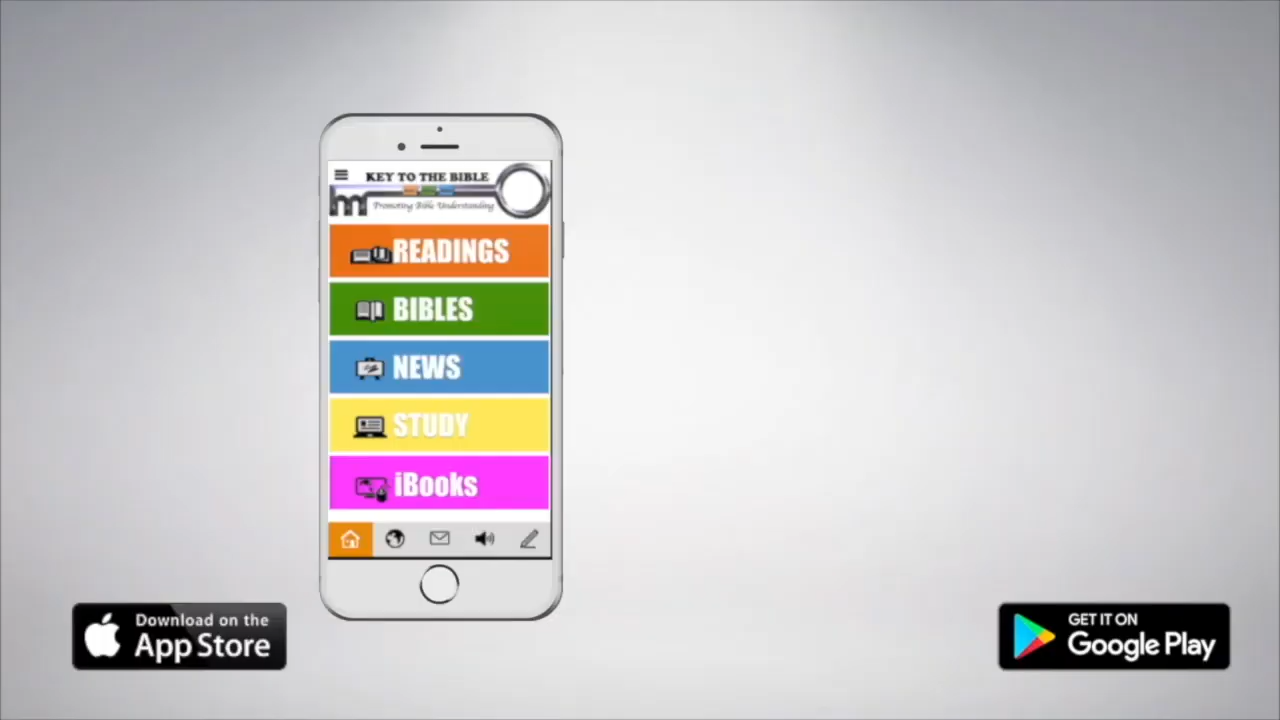 KEY TO THE BIBLE
Promoting Bible Understanding
READINGS
BIBLES
NEWS
STUDY
iBooks
Download on the
App Store
GET IT ON
Google Play